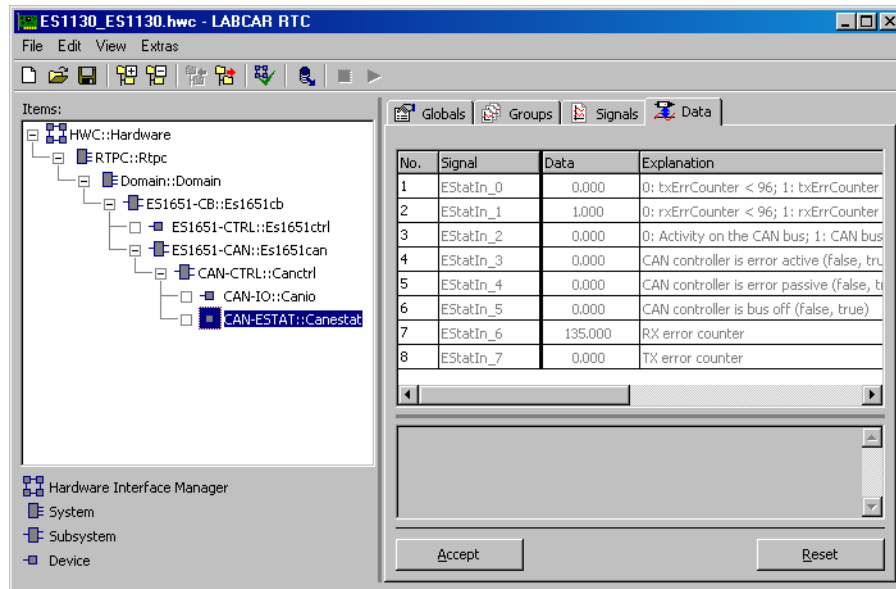 ES1130_ES1130.hwc - LABCAR RTC
File Edit View Extras
Items:
HWC::Hardware
RTPC::Rtpc
Domain::Domain
ES1651-CB::Es1651cb
ES1651-CTRL::Es1651ctrl
ES1651-CAN::Es1651can
CAN-CTRL::Canctrl
CAN-IO::Canio
CAN-ESTAT::Canestat
Hardware Interface Manager
System
Subsystem
Device
Globals Groups Signals Data
No. Signal Data Explanation
1 EStatIn_0 0.000 0: txErrCounter < 96; 1: txErrCounter
2 EStatIn_1 1.000 0: rxErrCounter < 96; 1: rxErrCounter
3 EStatIn_2 0.000 0: Activity on the CAN bus; 1: CAN bus
4 EStatIn_3 0.000 CAN controller is error active (false, tru
5 EStatIn_4 0.000 CAN controller is error passive (false, t
6 EStatIn_5 0.000 CAN controller is bus off (false, true)
7 EStatIn_6 135.000 RX error counter
8 EStatIn_7 0.000 TX error counter
Accept Reset